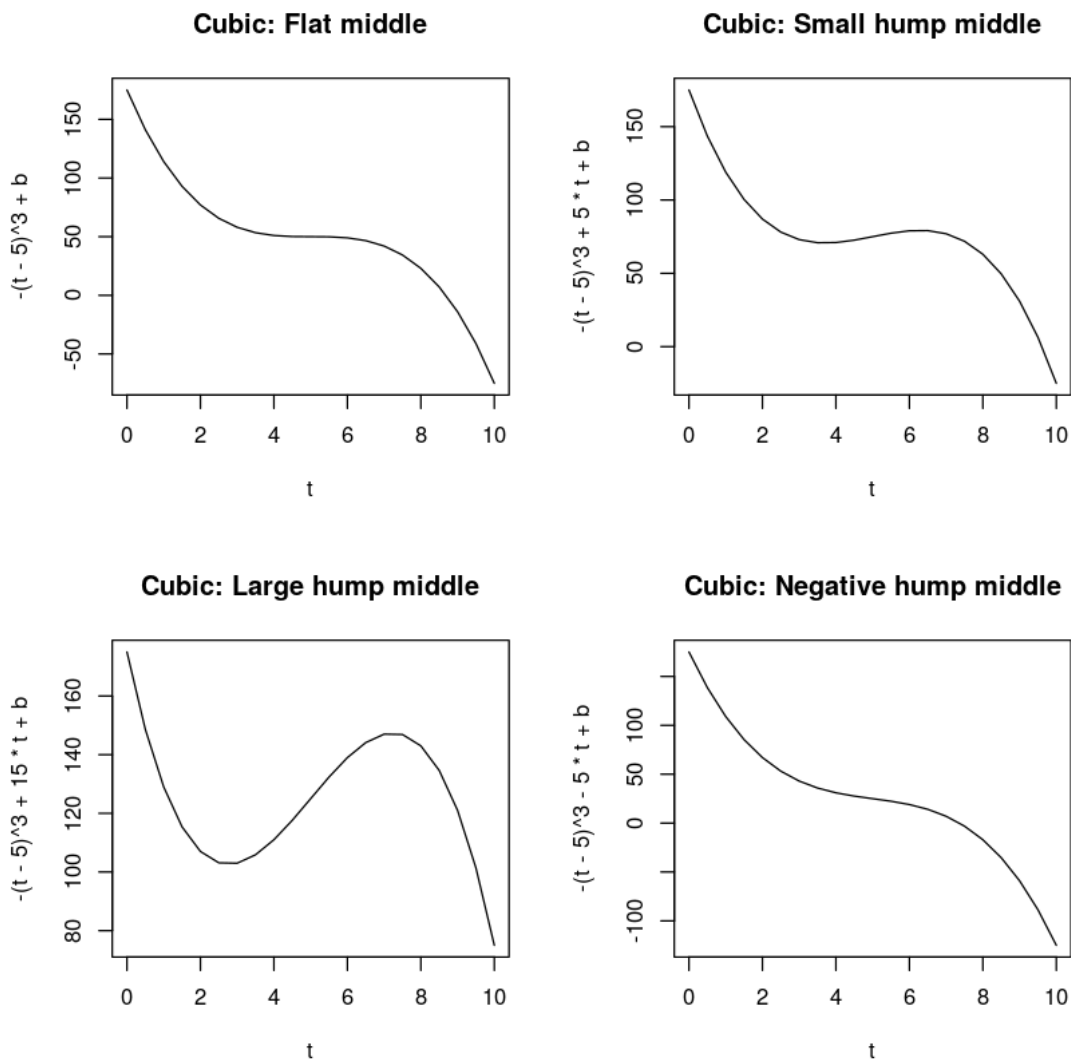 Cubic: Flat middle
-(t - 5)^3 + b
150
100
50
0
-50
0 2 4 6 8 10
t
Cubic: Small hump middle
-(t - 5)^3 + 5 * t + b
150
100
50
0
0 2 4 6 8 10
t
Cubic: Large hump middle
-(t - 5)^3 + 15 * t + b
160
140
120
100
80
0 2 4 6 8 10
t
Cubic: Negative hump middle
-(t - 5)^3 - 5 * t + b
100
50
0
-100
0 2 4 6 8 10
t